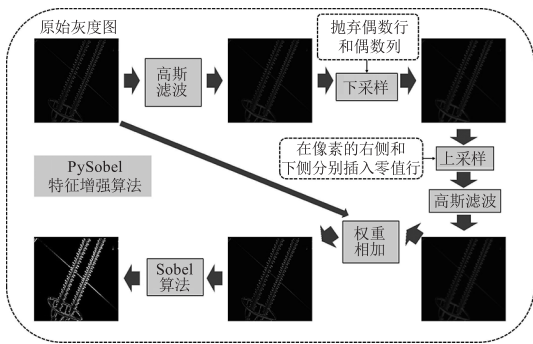 原始灰度图
高斯
滤波
抛弃偶数行
和偶数列
下采样
在像素的右侧和
下侧分别插入零值行
上采样
高斯滤波
PySobel
特征增强算法
权重
相加
Sobel
算法